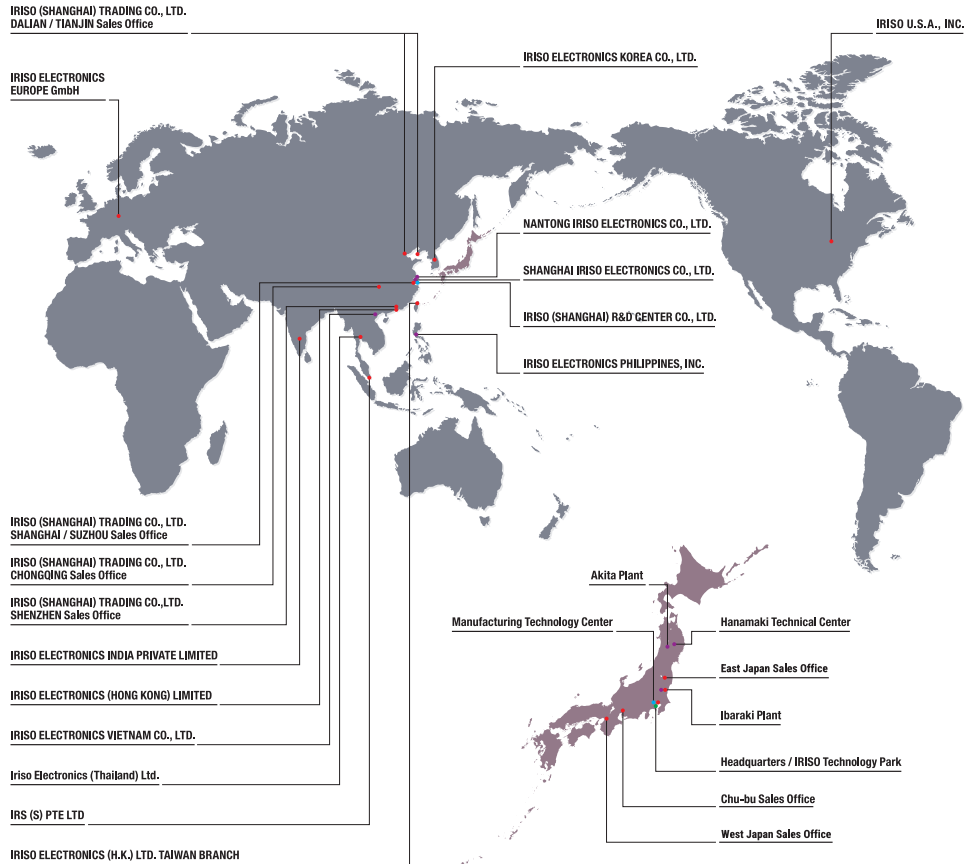 IRISO (SHANGHAI) TRADING CO., LTD.
DALIAN / TIANJIN Sales Office
IRISO U.S.A., INC.
IRISO ELECTRONICS KOREA CO., LTD.
IRISO ELECTRONICS
EUROPE GmbH
NANTONG IRISO ELECTRONICS CO., LTD.
SHANGHAI IRISO ELECTRONICS CO., LTD.
IRISO (SHANGHAI) R&D CENTER CO., LTD.
IRISO ELECTRONICS PHILIPPINES, INC.
IRISO (SHANGHAI) TRADING CO., LTD.
SHANGHAI / SUZHOU Sales Office
IRISO (SHANGHAI) TRADING CO., LTD.
CHONGQING Sales Office
IRISO (SHANGHAI) TRADING CO.,LTD.
SHENZHEN Sales Office
IRISO ELECTRONICS INDIA PRIVATE LIMITED
IRISO ELECTRONICS (HONG KONG) LIMITED
IRISO ELECTRONICS VIETNAM CO., LTD.
Iriso Electronics (Thailand) Ltd.
IRS (S) PTE LTD
IRISO ELECTRONICS (H.K.) LTD. TAIWAN BRANCH
Akita Plant
Manufacturing Technology Center
Hanamaki Technical Center
East Japan Sales Office
Ibaraki Plant
Headquarters / IRISO Technology Park
Chu-bu Sales Office
West Japan Sales Office